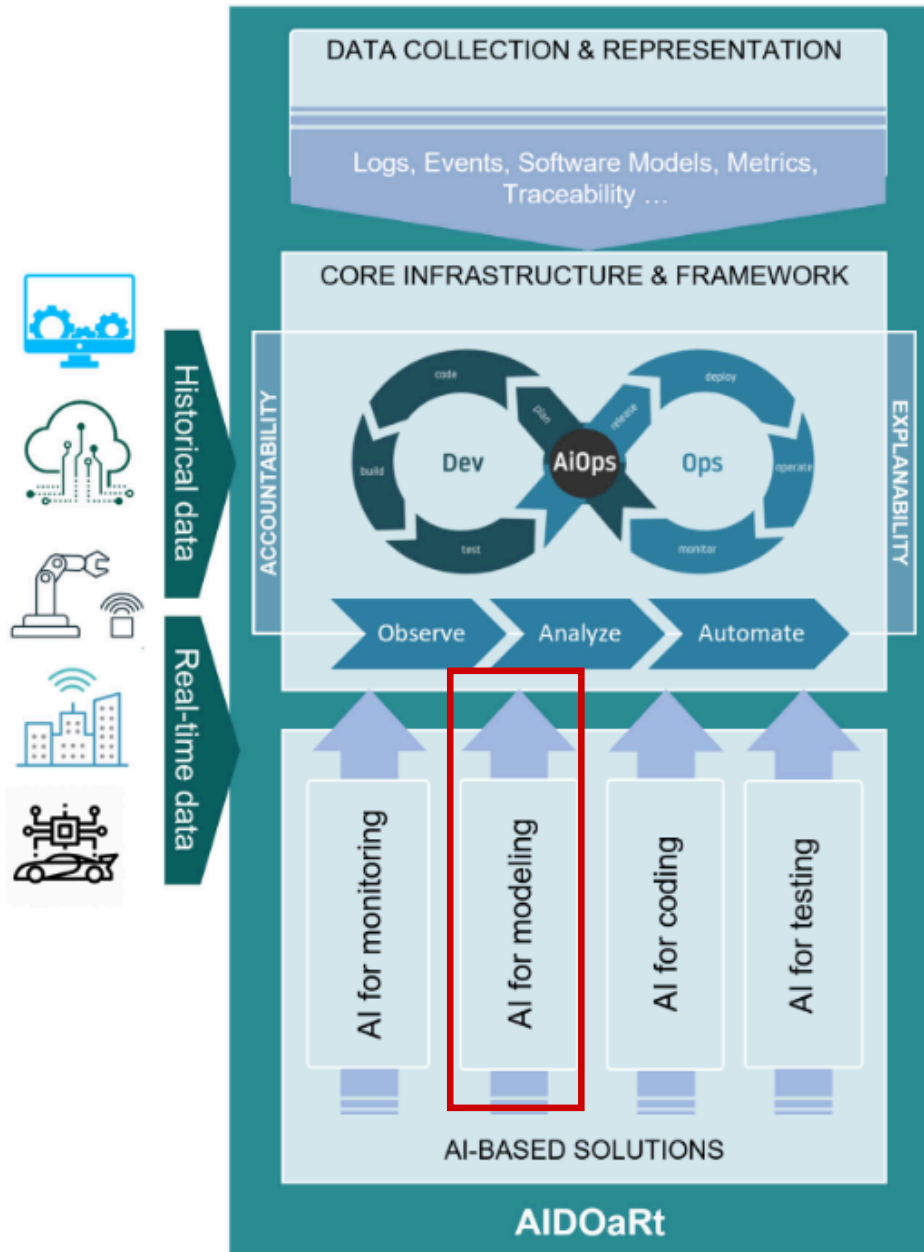 DATA COLLECTION & REPRESENTATION
Logs, Events, Software Models, Metrics,
Traceability ...
CORE INFRASTRUCTURE & FRAMEWORK
Historical data
Real-time data
ACCOUNTABILITY
EXPLANABILITY
code
plan
build
test
Dev
AiOps
release
deploy
Ops
operate
monitor
Observe
Analyze
Automate
AI for monitoring
AI for modeling
AI for coding
AI for testing
AI-BASED SOLUTIONS
AIDOaRt